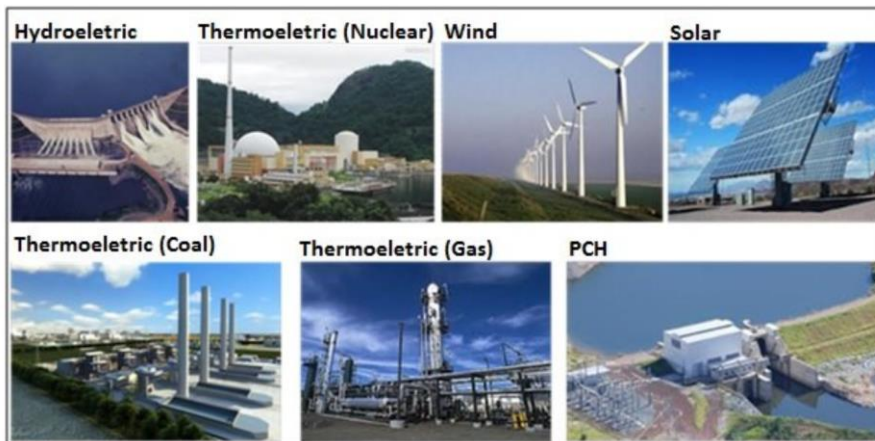 Hydroeletric
Thermoeletric (Nuclear)
Wind
Solar
Thermoeletric (Coal)
Thermoeletric (Gas)
PCH